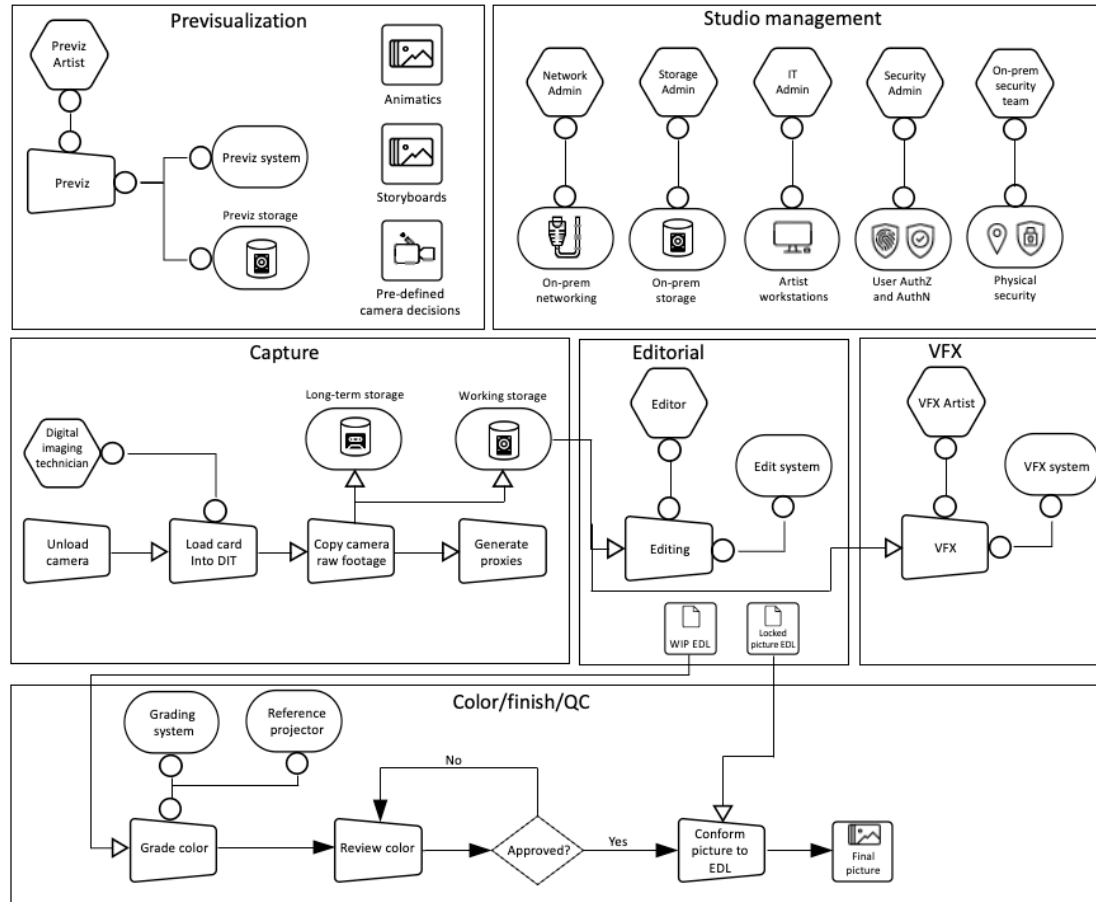 Previsualization
Previz
Artist
Previz
Previz system
Previz storage
Animatics
Storyboards
Pre-defined
camera decisions
Studio management
Network
Admin
Storage
Admin
IT
Admin
Security
Admin
On-prem
security
team
On-prem
networking
On-prem
storage
Artist
workstations
User AuthZ
and AuthN
Physical
security
Capture
Long-term storage
Working storage
Digital
imaging
technician
Unload
camera
Load card
Into DIT
Copy camera
raw footage
Generate
proxies
Editorial
Editor
Edit system
Editing
WIP EDL
Locked
picture EDL
VFX
VFX Artist
VFX system
VFX
Color/finish/QC
Grading
system
Reference
projector
Grade color
Review color
No
Approved?
Yes
Conform
picture to
EDL
Final
picture